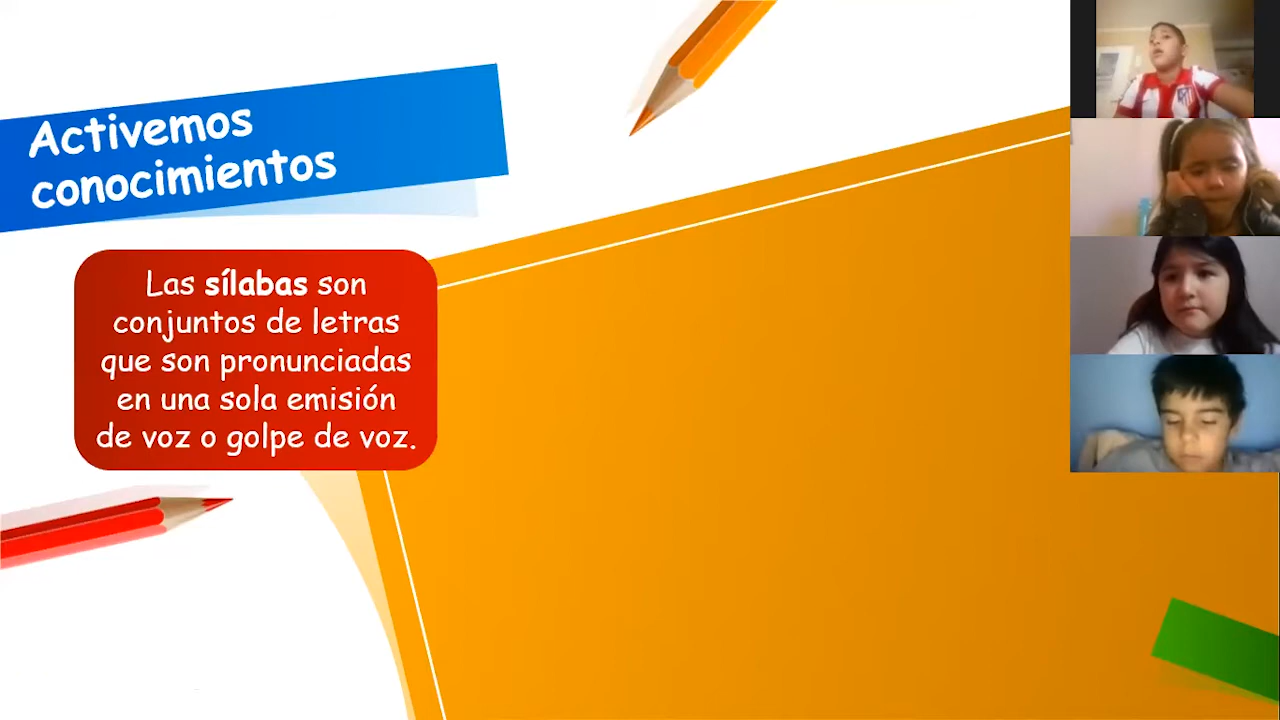 Activemos
conocimientos
Las sílabas son
conjuntos de letras
que son pronunciadas
en una sola emisión
de voz o golpe de voz.